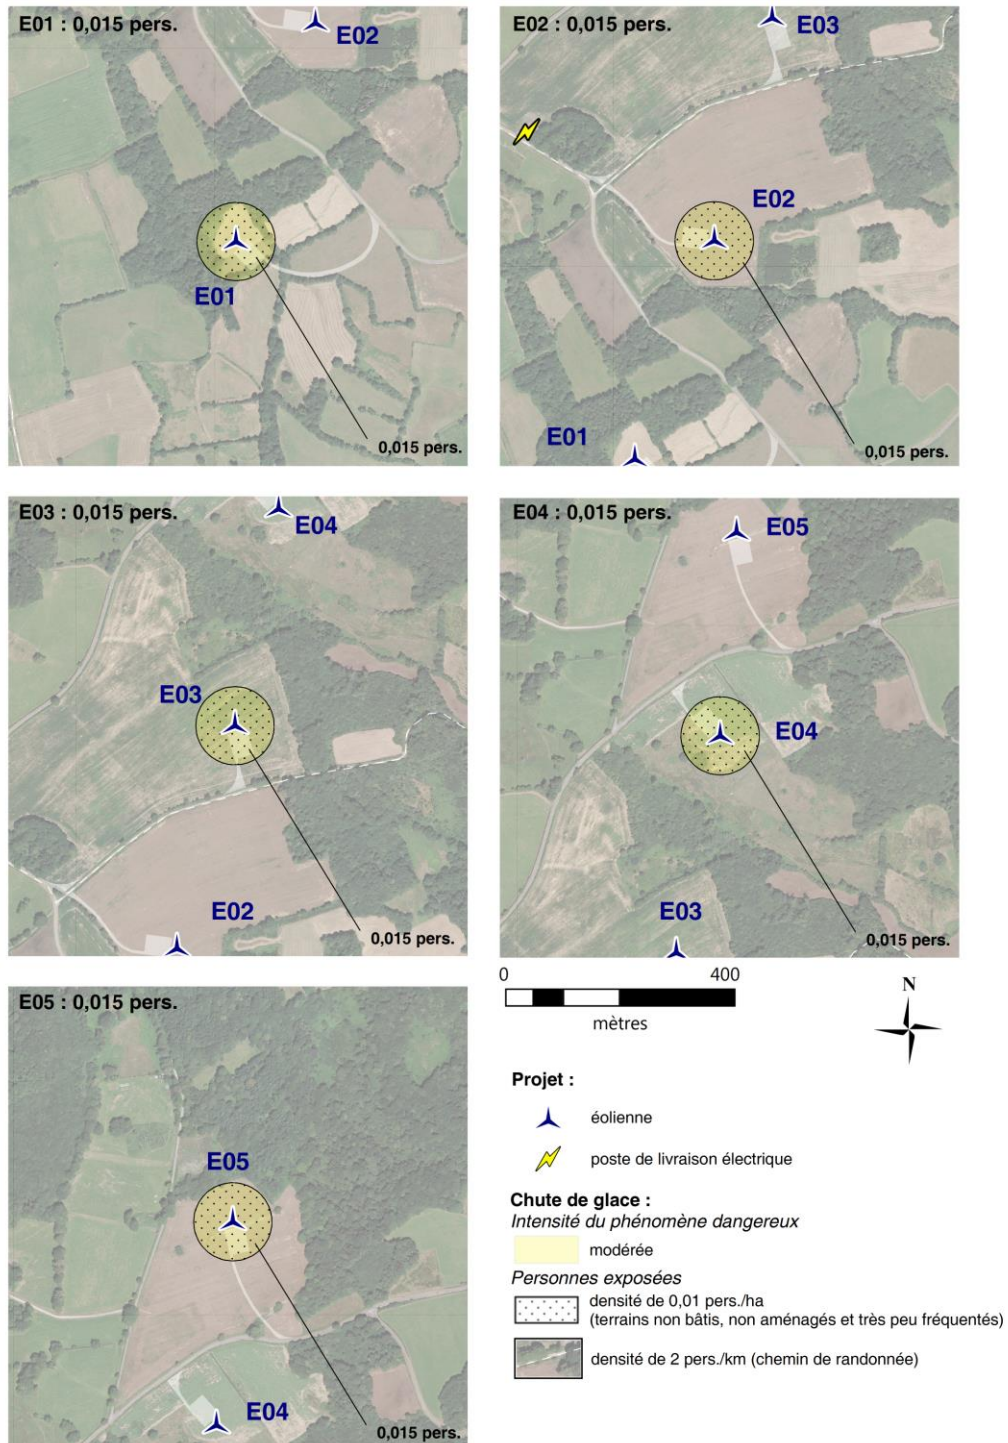 E01 : 0,015 pers.
E02
E01
0,015 pers.
E02 : 0,015 pers.
E03
E02
E01
0,015 pers.
E03 : 0,015 pers.
E04
E03
E02
0,015 pers.
E04 : 0,015 pers.
E05
E04
E03
0,015 pers.
E05 : 0,015 pers.
E05
E04
0,015 pers.
0 400
mètres
N
Projet :
éolienne
poste de livraison électrique
Chute de glace :
Intensité du phénomène dangereux
modérée
Personnes exposées
densité de 0,01 pers./ha
(terrains non bâtis, non aménagés et très peu fréquentés)
densité de 2 pers./km (chemin de randonnée)